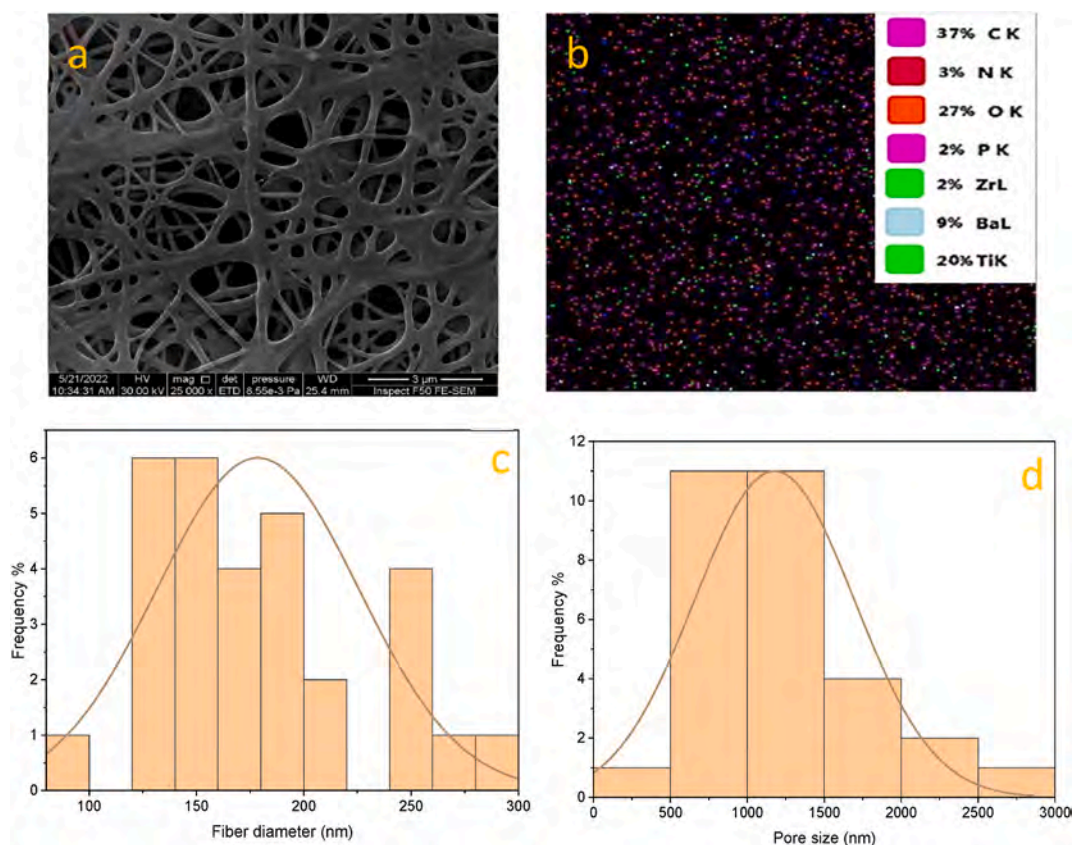 a
5/21/2022 HV mag □ det pressure WD 3 µm
10:34:31 AM 30.00 kV 25 000 x ETD 8.55e-3 Pa 25.4 mm Inspect F50 FE-SEM
b
37% C K
3% N K
27% O K
2% P K
2% ZrL
9% BaL
20%TiK
c
Frequency %
6
5
4
3
2
1
0
100 150 200 250 300
Fiber diameter (nm)
d
Frequency %
12
10
8
6
4
2
0
0 500 1000 1500 2000 2500 3000
Pore size (nm)